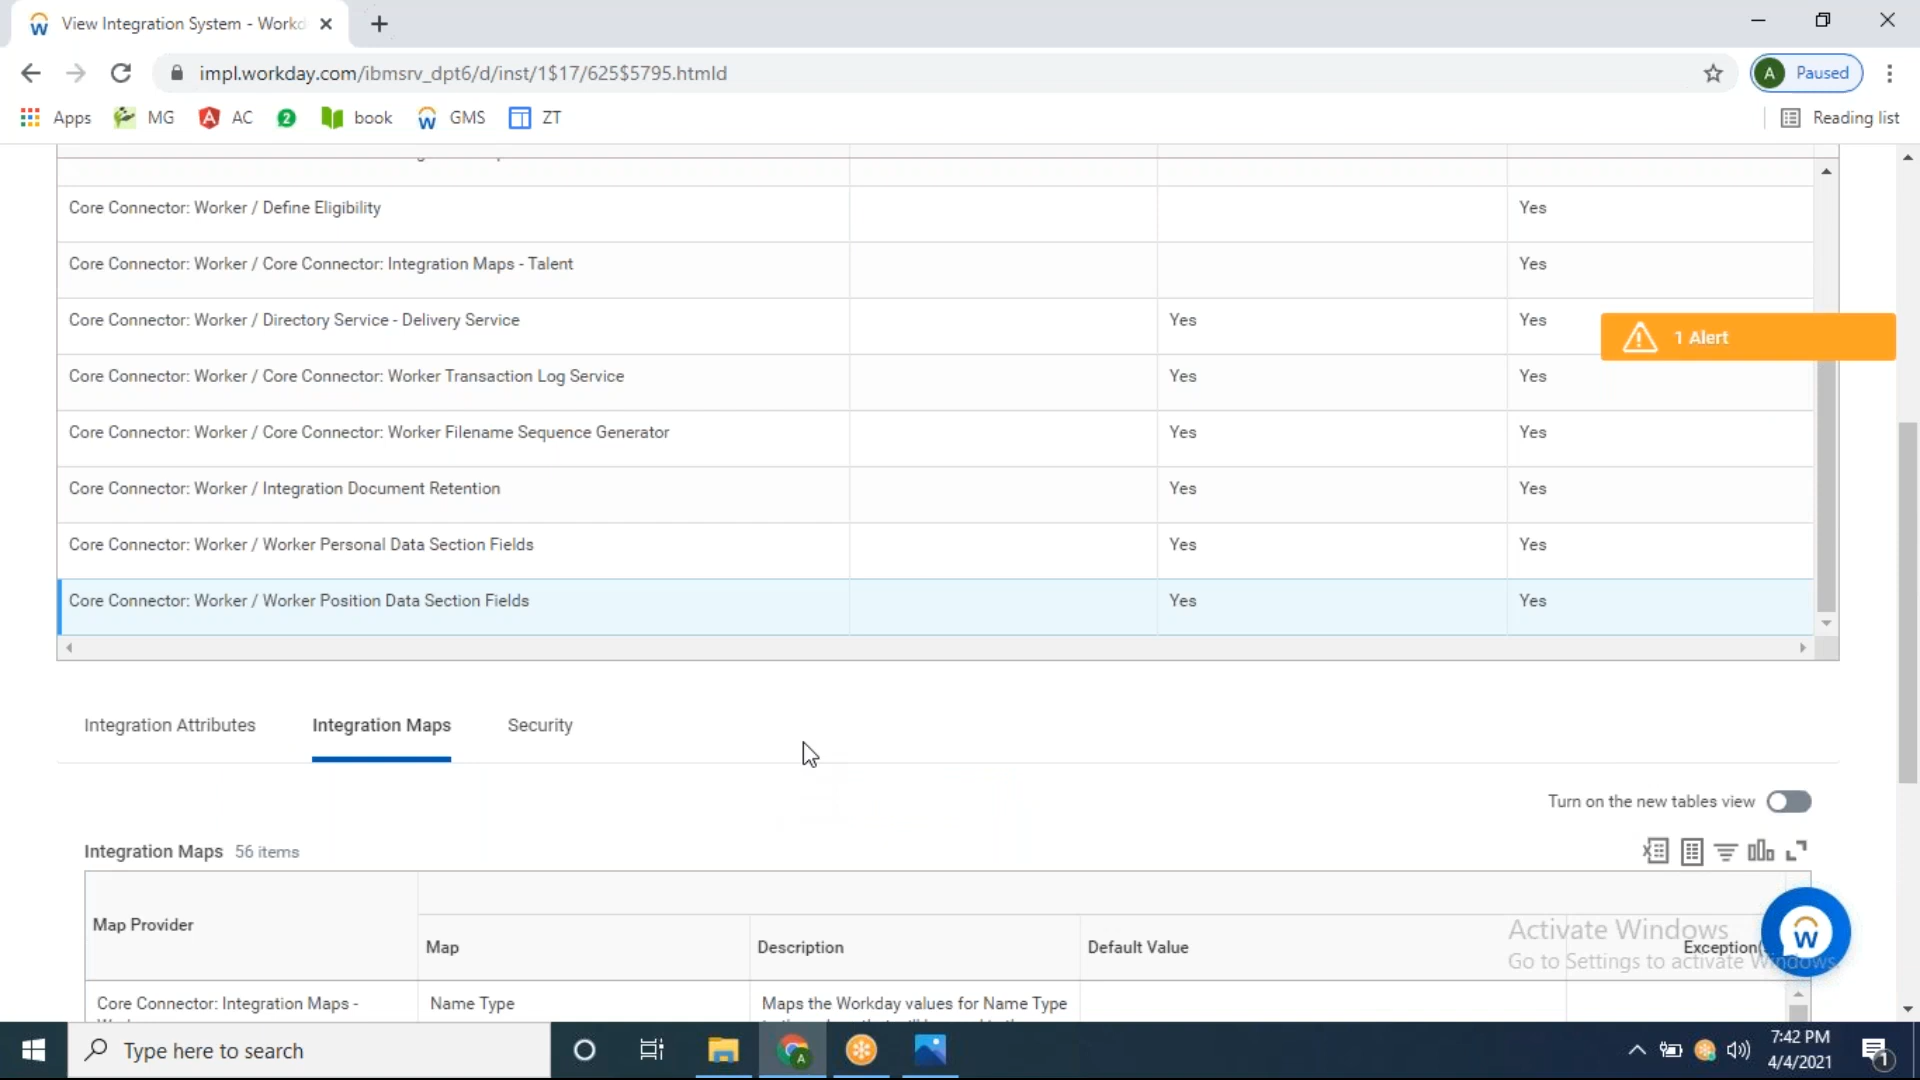 View Integration System - Workd
impl.workday.com/ibmsrv_dpt6/d/inst/1$17/625$5795.htmld
A Paused
Apps MG AC 2 book GMS ZT
Reading list
Core Connector: Worker / Define Eligibility Yes
Core Connector: Worker / Core Connector: Integration Maps - Talent Yes
Core Connector: Worker / Directory Service - Delivery Service Yes Yes
1 Alert
Core Connector: Worker / Core Connector: Worker Transaction Log Service Yes Yes
Core Connector: Worker / Core Connector: Worker Filename Sequence Generator Yes Yes
Core Connector: Worker / Integration Document Retention Yes Yes
Core Connector: Worker / Worker Personal Data Section Fields Yes Yes
Core Connector: Worker / Worker Position Data Section Fields Yes Yes
Integration Attributes Integration Maps Security
Turn on the new tables view
Integration Maps 56 items
Map Provider
Map Description Default Value Exception(
Activate Windows
Go to Settings to activate Windows.
Core Connector: Integration Maps - Name Type Maps the Workday values for Name Type
Type here to search
7:42 PM
4/4/2021
1